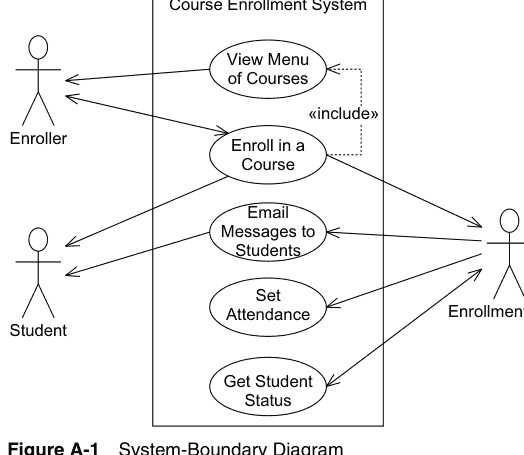 Course Enrollment System
View Menu
of Courses
«include»
Enroller
Enroll in a
Course
Email
Messages to
Students
Set
Attendance
Student
Enrollment
Get Student
Status
Figure A-1 System-Boundary Diagram